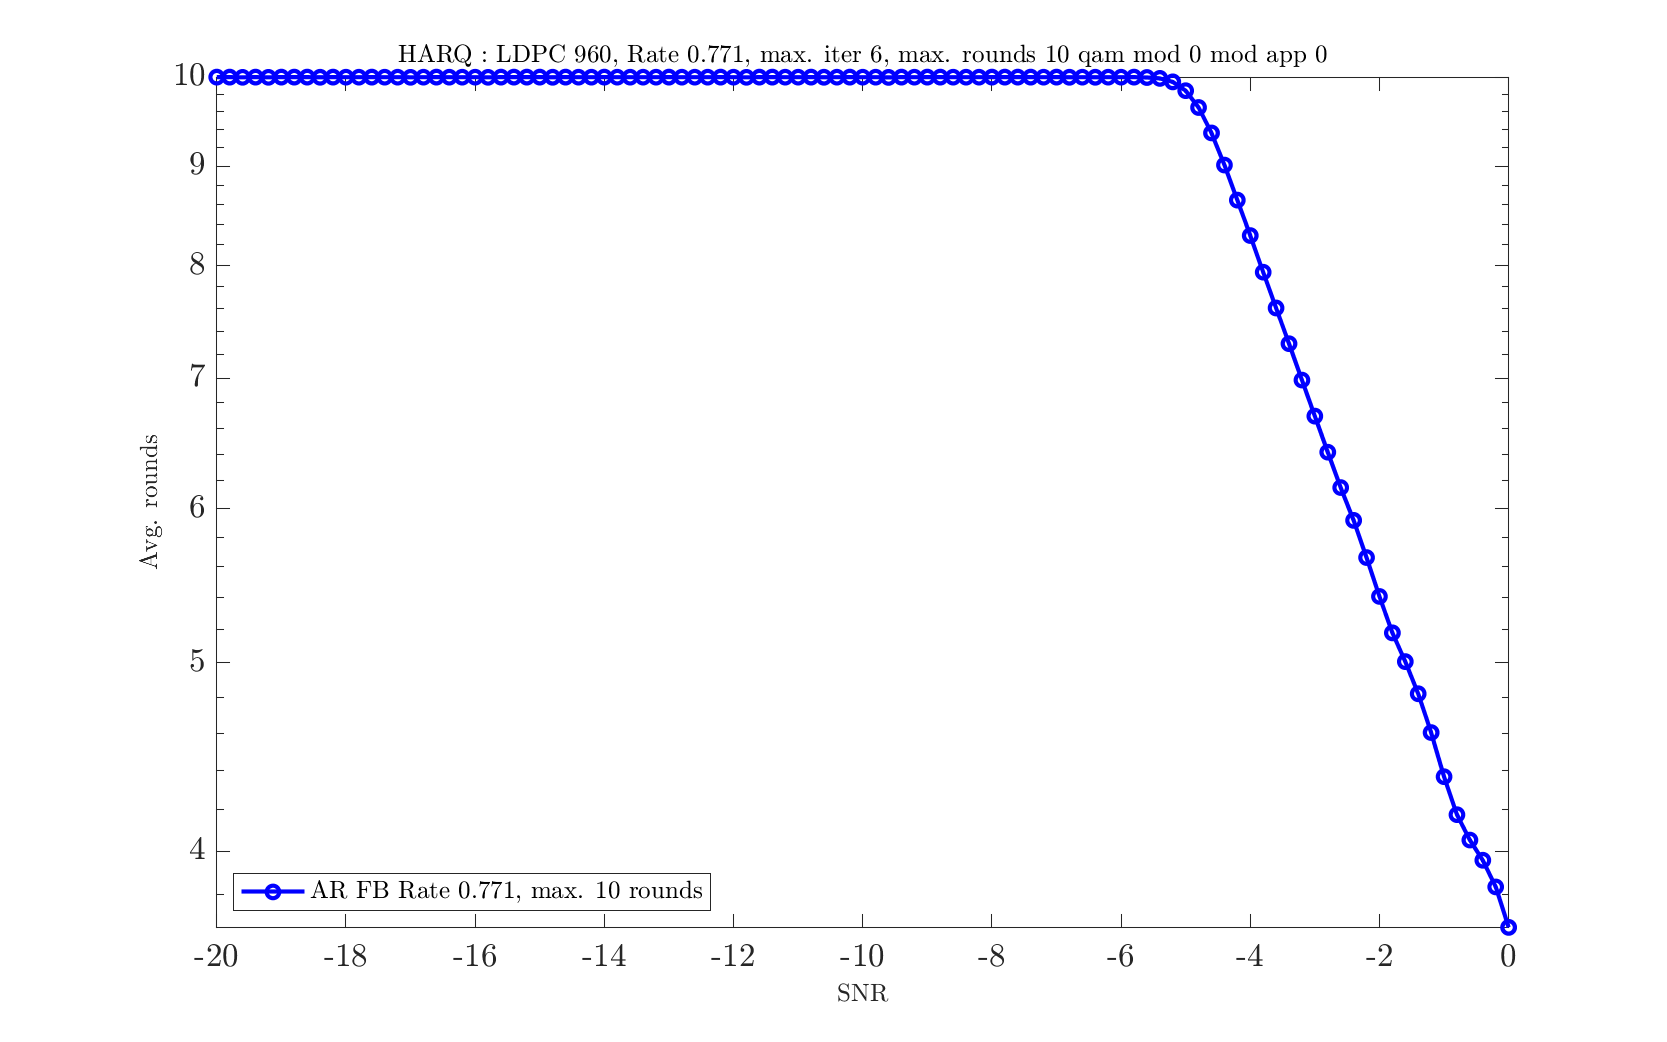 HARQ : LDPC 960, Rate 0.771, max. iter 6, max. rounds 10 qam mod 0 mod app 0
10
9
8
7
6
5
4
Avg. rounds
AR FB Rate 0.771, max. 10 rounds
-20 -18 -16 -14 -12 -10 -8 -6 -4 -2 0
SNR